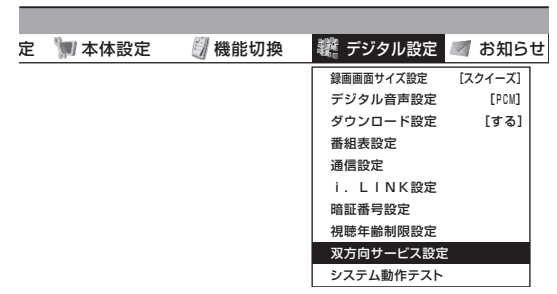 定 本体設定 機能切換 デジタル設定 お知らせ
録画画面サイズ設定 [スクイーズ]
デジタル音声設定 [PCM]
ダウンロード設定 [する]
番組表設定
通信設定
i．LINK設定
暗証番号設定
視聴年齢制限設定
双方向サービス設定
システム動作テスト